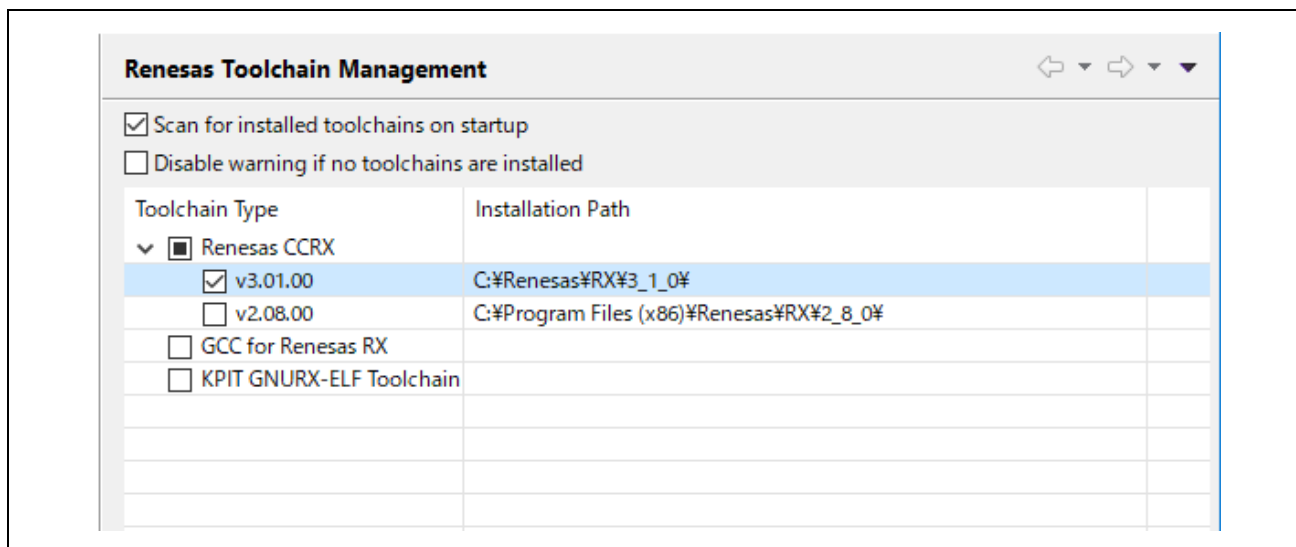 Renesas Toolchain Management
Scan for installed toolchains on startup
Disable warning if no toolchains are installed
Toolchain Type Installation Path
Renesas CCRX
v3.01.00 C:¥Renesas¥RX¥3_1_0¥
v2.08.00 C:¥Program Files (x86)¥Renesas¥RX¥2_8_0¥
GCC for Renesas RX
KPIT GNURX-ELF Toolchain